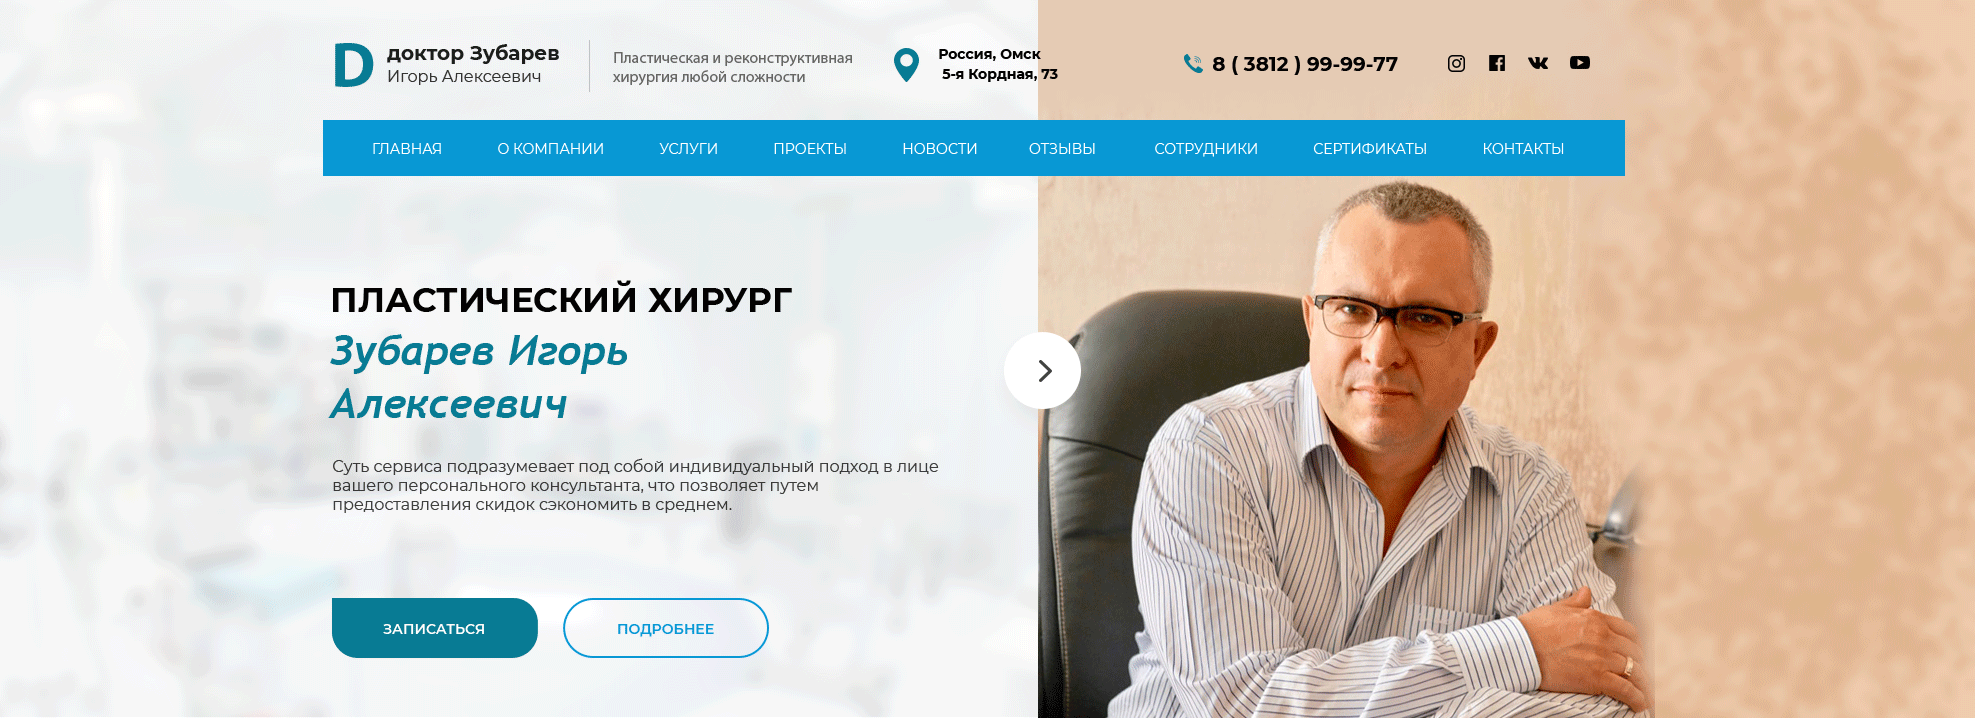 D
доктор Зубарев
Игорь Алексеевич
Пластическая и реконструктивная
хирургия любой сложности
Россия, Омск
5-я Кордная, 73
8 ( 3812 ) 99-99-77
ГЛАВНАЯ О КОМПАНИИ УСЛУГИ ПРОЕКТЫ НОВОСТИ ОТЗЫВЫ СОТРУДНИКИ СЕРТИФИКАТЫ КОНТАКТЫ
ПЛАСТИЧЕСКИЙ ХИРУРГ
Зубарев Игорь
Алексеевич
Суть сервиса подразумевает под собой индивидуальный подход в лице
вашего персонального консультанта, что позволяет путем
предоставления скидок сэкономить в среднем.
ЗАПИСАТЬСЯ ПОДРОБНЕЕ